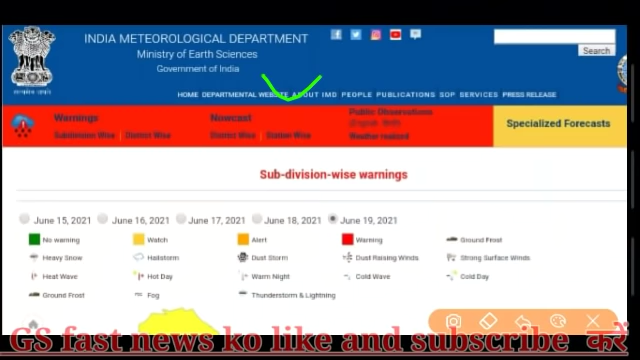 INDIA METEOROLOGICAL DEPARTMENT
Ministry of Earth Sciences
Government of India
सत्यमेव जयते
Search
HOME DEPARTMENTAL WEBSITE ABOUT IMD PEOPLE PUBLICATIONS SOP SERVICES PRESS RELEASE
Warnings
Subdivision Wise | District Wise
Nowcast
District Wise | Station Wise
Public Observations
Specialized Forecasts
Sub-division-wise warnings
June 15, 2021 June 16, 2021 June 17, 2021 June 18, 2021 June 19, 2021
No warning Watch Alert Warning Ground Frost
Heavy Snow Hailstorm Dust Storm Dust Raising Winds Strong Surface Winds
Heat Wave Hot Day Warm Night Cold Wave Cold Day
Ground Frost Fog Thunderstorm & Lightning
GS fast news ko like and subscribe करें